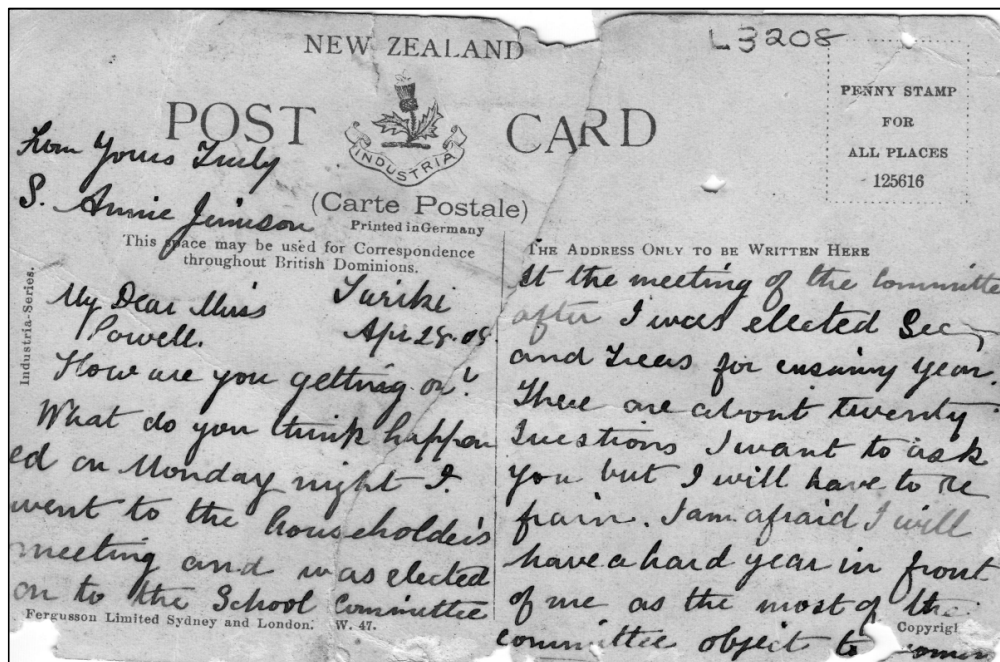 NEW ZEALAND
L3208
POST CARD
INDUSTRIA
(Carte Postale)
Printed in Germany
PENNY STAMP
FOR
ALL PLACES
125616
From Yours Truly
S. Annie Jimison
This space may be used for Correspondence
throughout British Dominions.
THE ADDRESS ONLY TO BE WRITTEN HERE
Industria-Series.
My Dear Miss
Powell.
Turiki
Apr 28.08
How are you getting on?
What do you think happen
ed on Monday night I.
went to the householder's
meeting and was elected
on to the School Committee
Fergusson Limited Sydney and London. W. 47.
At the meeting of the Committe
after I was elected Sec
and Treas for ensuing year.
There are about twenty
Questions I want to ask
you but I will have to re
frain. I am afraid I will
have a hard year in front
of me as the most of the
Committee object to women
Copyrig